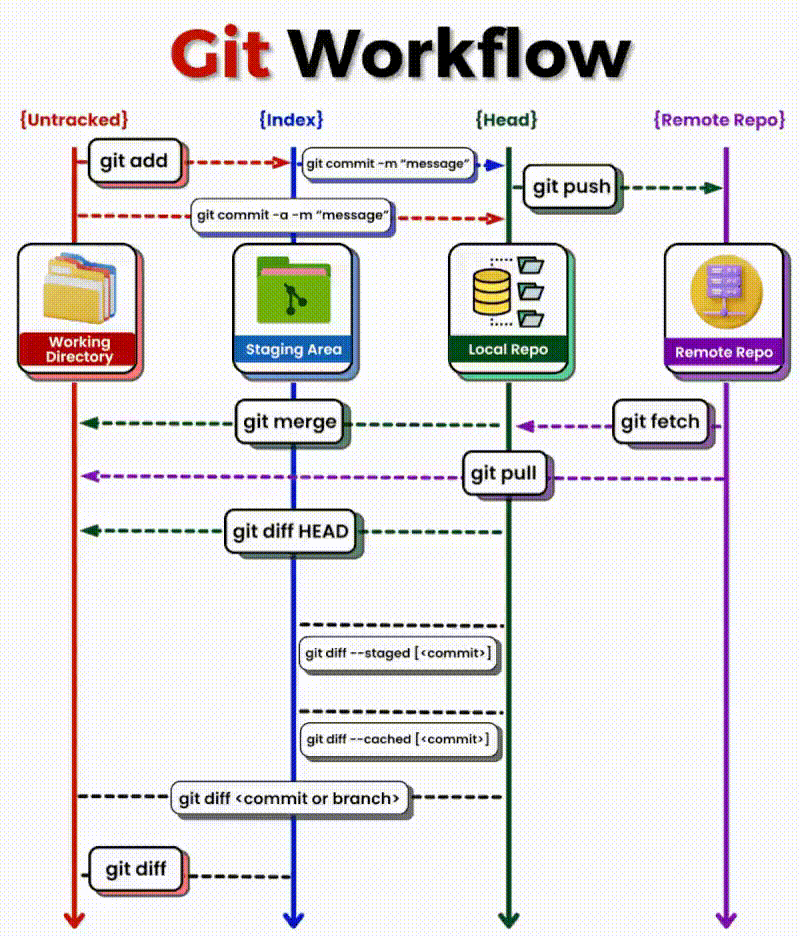 Git Workflow
{Untracked} {Index} {Head} {Remote Repo}
git add
git commit -m “message”
git push
git commit -a -m “message”
Working
Directory
Staging Area
Local Repo
Remote Repo
git merge
git fetch
git pull
git diff HEAD
git diff --staged [<commit>]
git diff --cached [<commit>]
git diff <commit or branch>
git diff